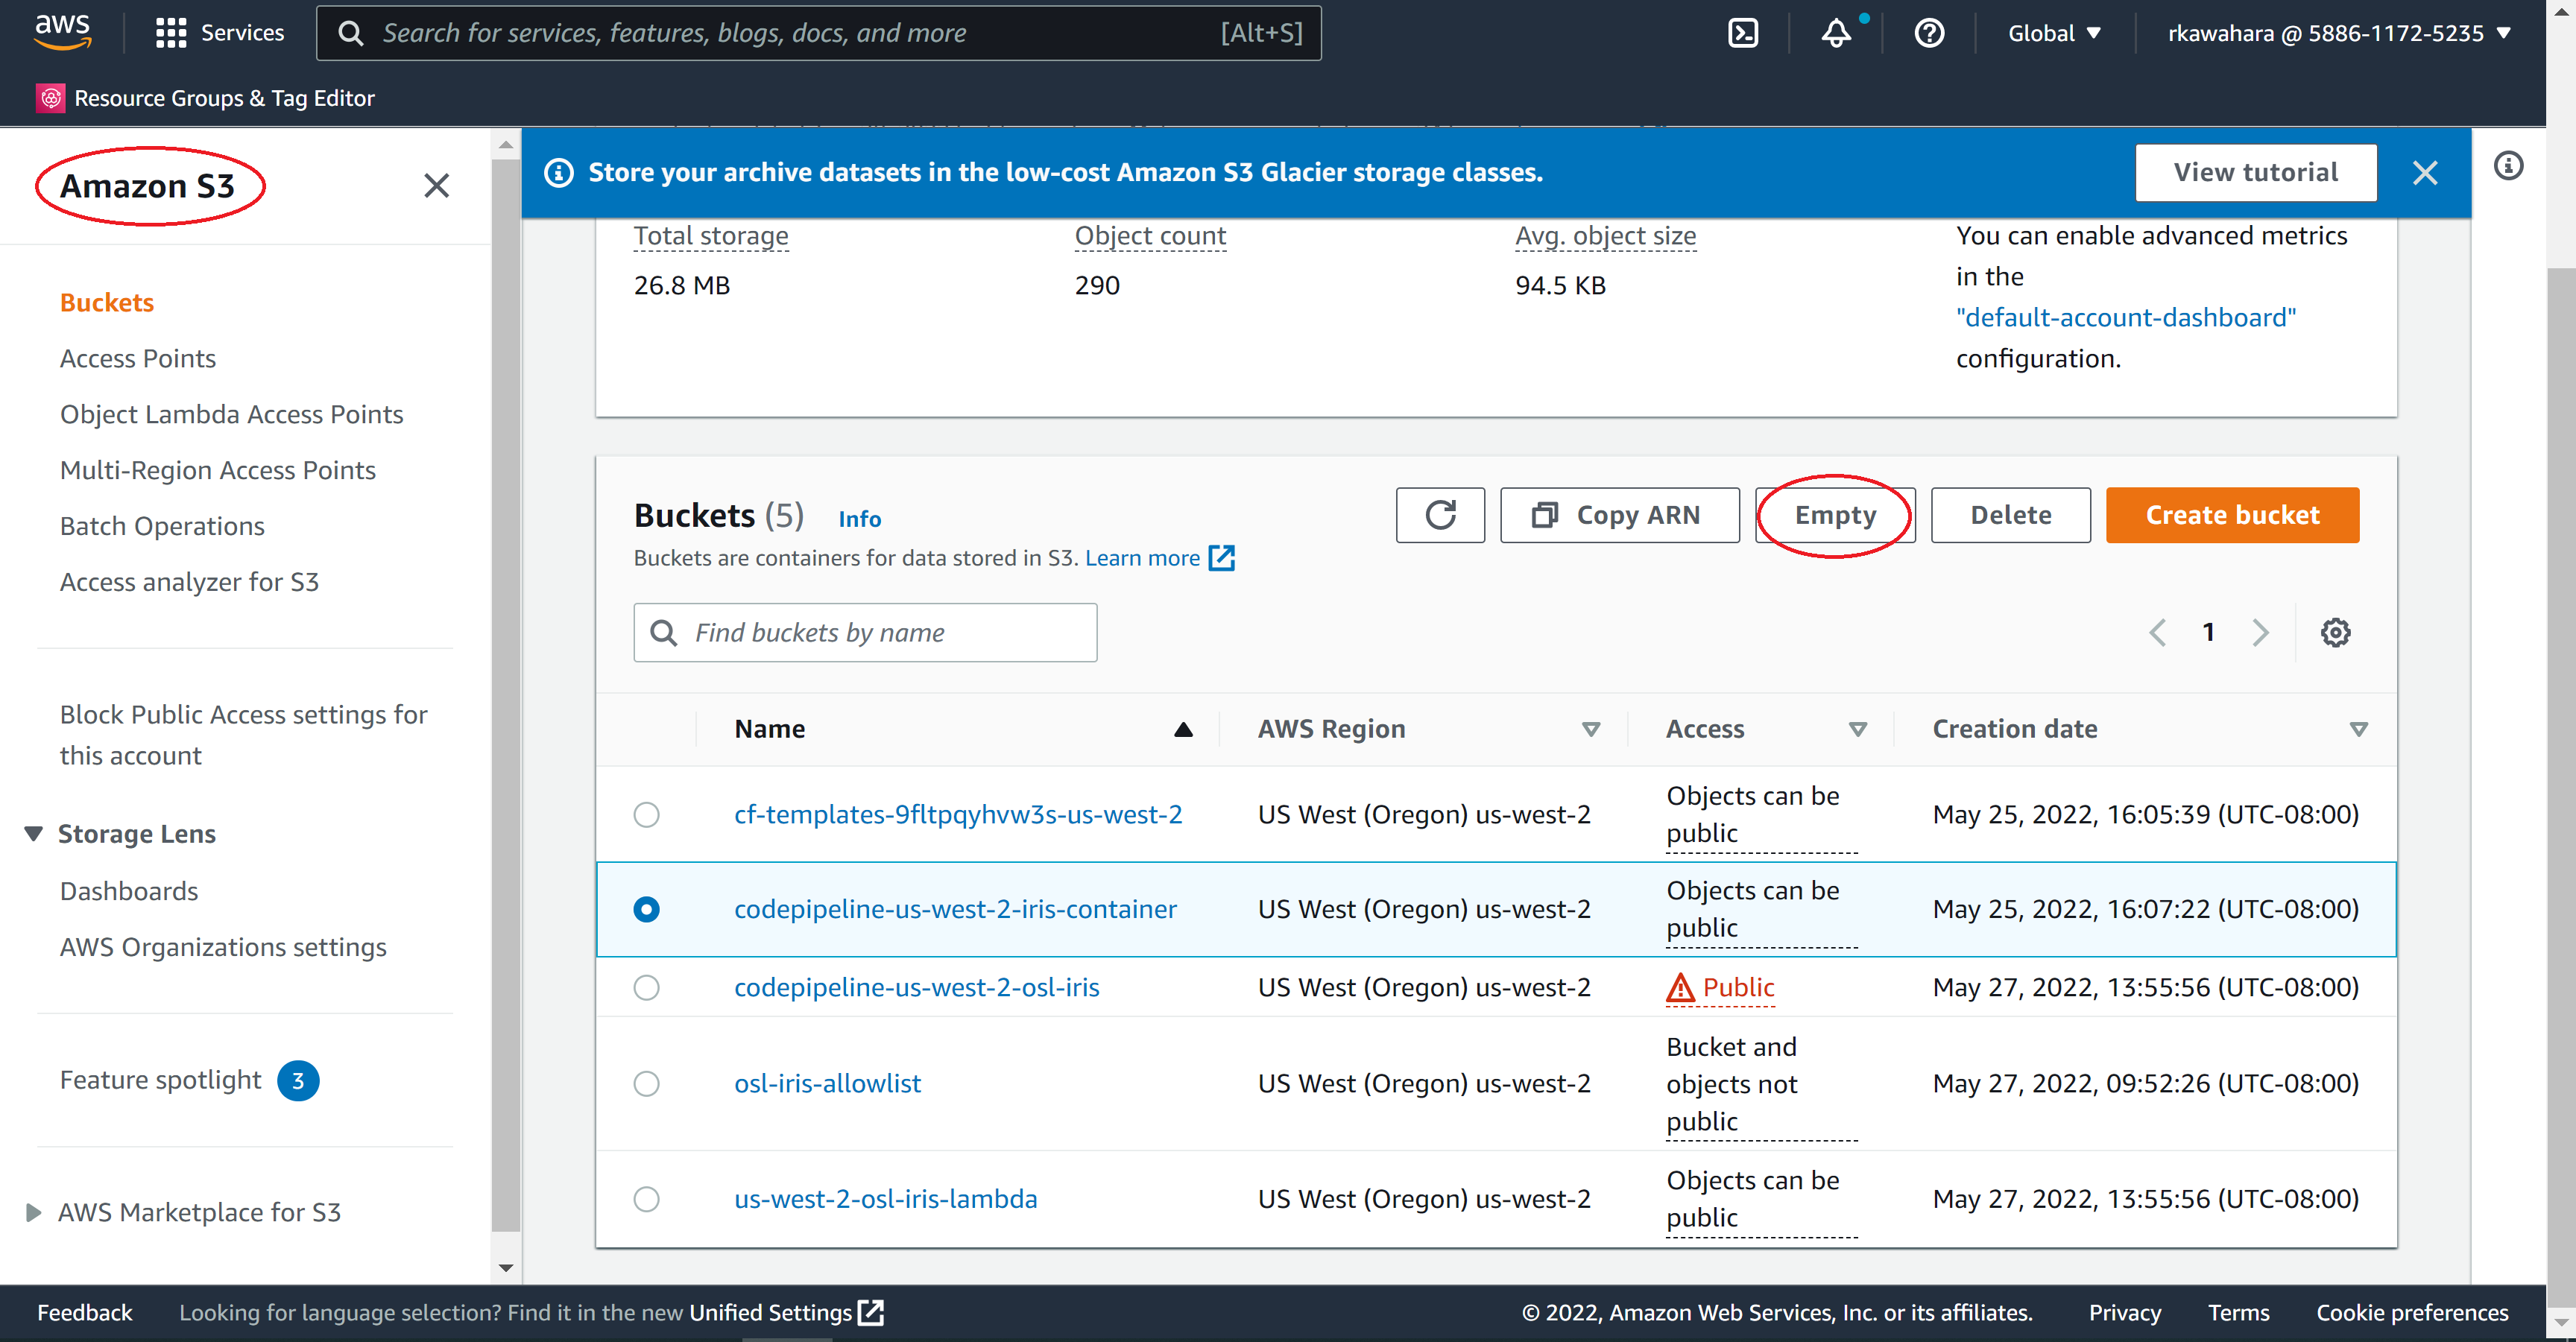 aws
Services
Search for services, features, blogs, docs, and more
[Alt+S]
Global
rkawahara @ 5886-1172-5235
Resource Groups & Tag Editor
Amazon S3
Buckets
Access Points
Object Lambda Access Points
Multi-Region Access Points
Batch Operations
Access analyzer for S3
Block Public Access settings for
this account
Storage Lens
Dashboards
AWS Organizations settings
Feature spotlight 3
AWS Marketplace for S3
Store your archive datasets in the low-cost Amazon S3 Glacier storage classes.
View tutorial
Total storage
26.8 MB
Object count
290
Avg. object size
94.5 KB
You can enable advanced metrics
in the
"default-account-dashboard"
configuration.
Buckets (5) Info
Buckets are containers for data stored in S3. Learn more
Copy ARN
Empty
Delete
Create bucket
Find buckets by name
1
Name AWS Region Access Creation date
cf-templates-9fltpqyhvw3s-us-west-2
US West (Oregon) us-west-2
Objects can be
public
May 25, 2022, 16:05:39 (UTC-08:00)
codepipeline-us-west-2-iris-container
US West (Oregon) us-west-2
Objects can be
public
May 25, 2022, 16:07:22 (UTC-08:00)
codepipeline-us-west-2-osl-iris
US West (Oregon) us-west-2
Public
May 27, 2022, 13:55:56 (UTC-08:00)
osl-iris-allowlist
US West (Oregon) us-west-2
Bucket and
objects not
public
May 27, 2022, 09:52:26 (UTC-08:00)
us-west-2-osl-iris-lambda
US West (Oregon) us-west-2
Objects can be
public
May 27, 2022, 13:55:56 (UTC-08:00)
Feedback
Looking for language selection? Find it in the new Unified Settings
© 2022, Amazon Web Services, Inc. or its affiliates.
Privacy
Terms
Cookie preferences